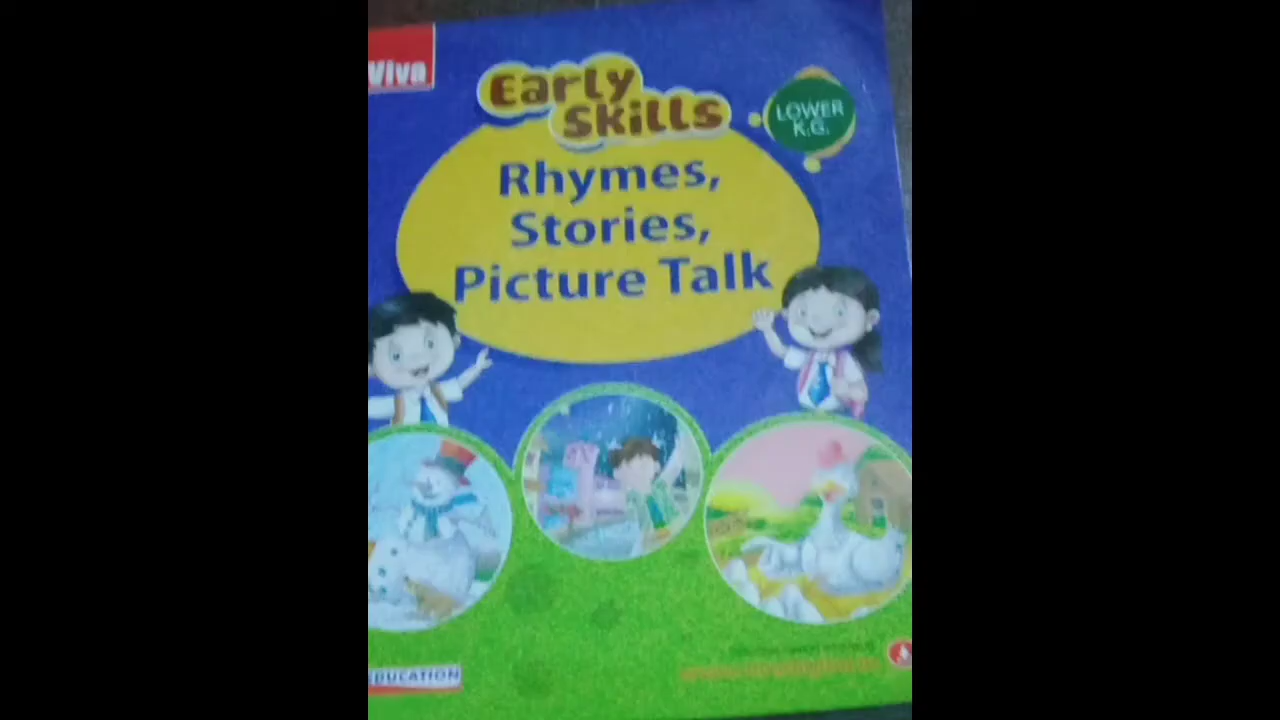 Viva
Early
Skills
LOWER
K.G.
Rhymes,
Stories,
Picture Talk
EDUCATION